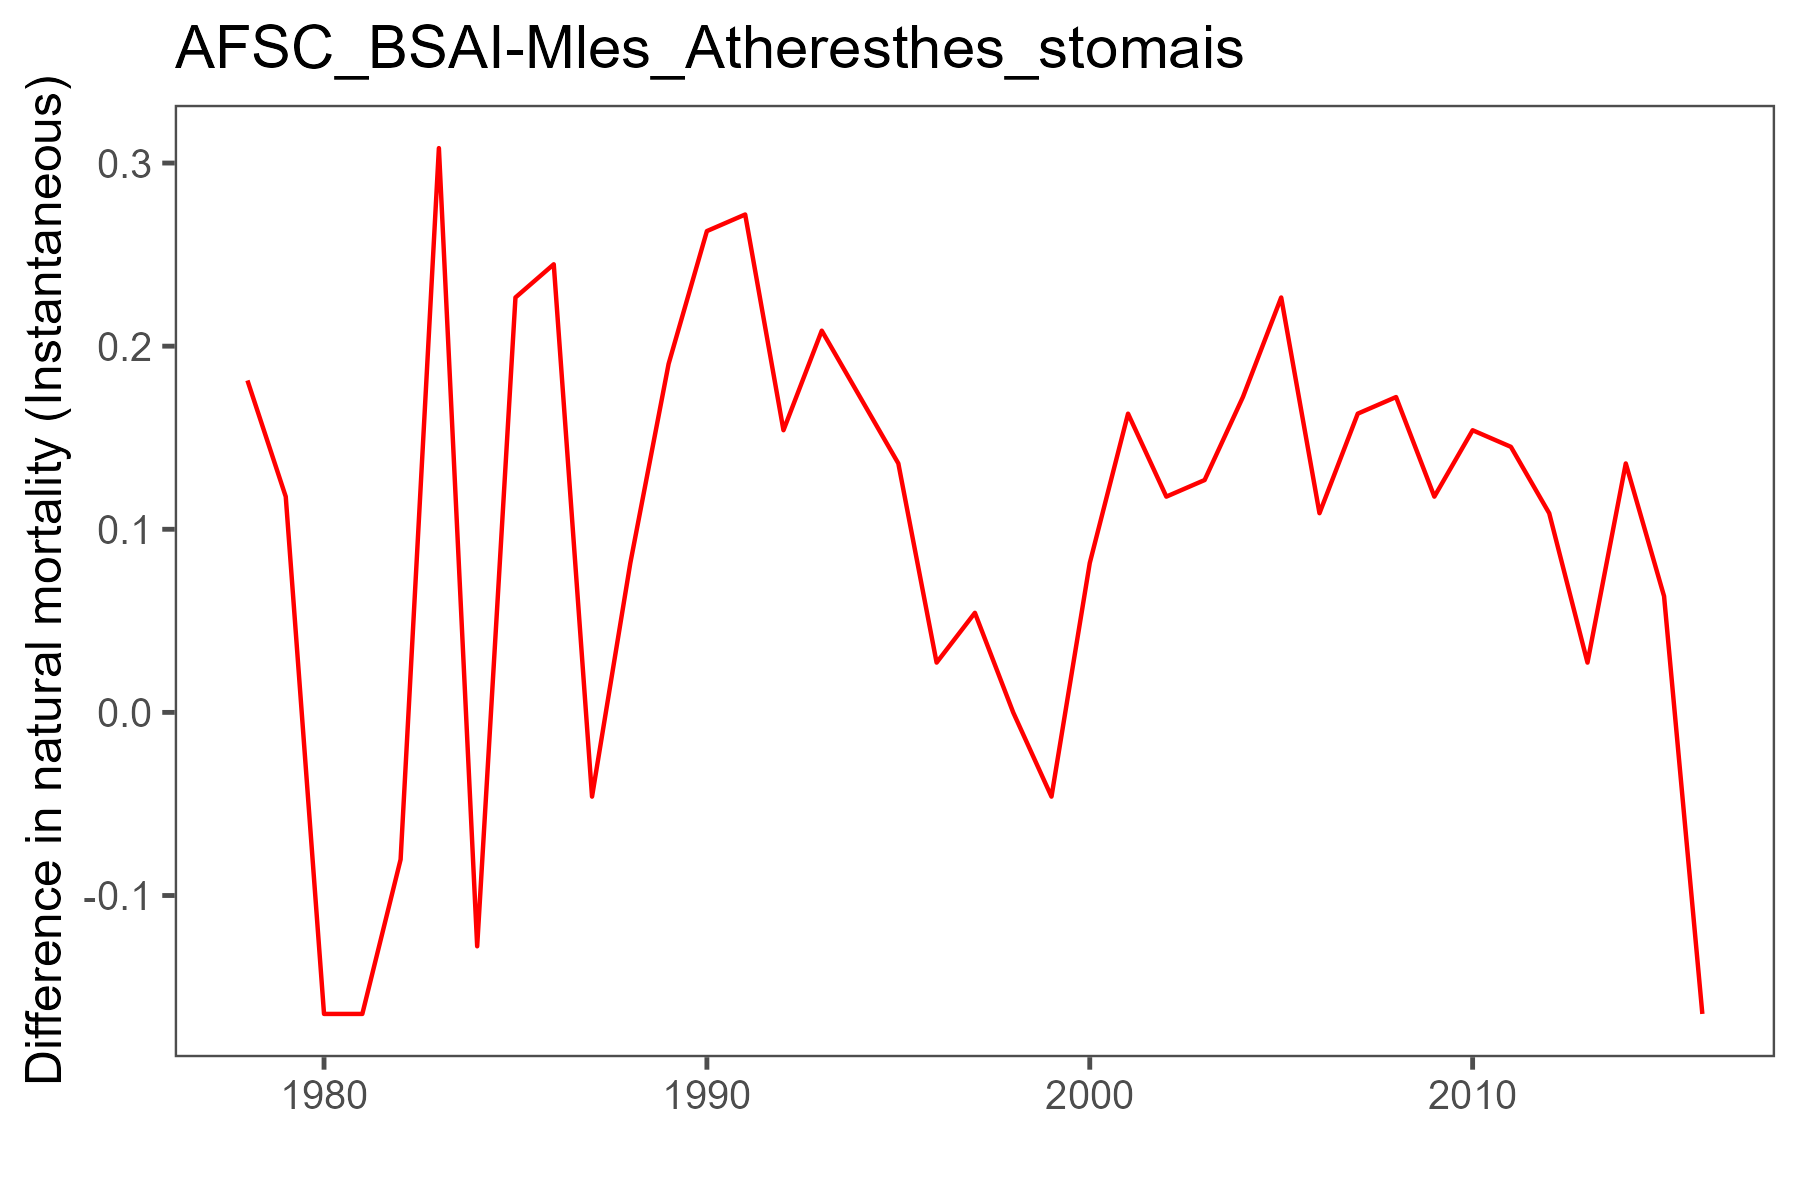 AFSC_BSAI-Mles_Atheresthes_stomais
Difference in natural mortality (Instantaneous)
0.3
0.2
0.1
0.0
-0.1
1980 1990 2000 2010